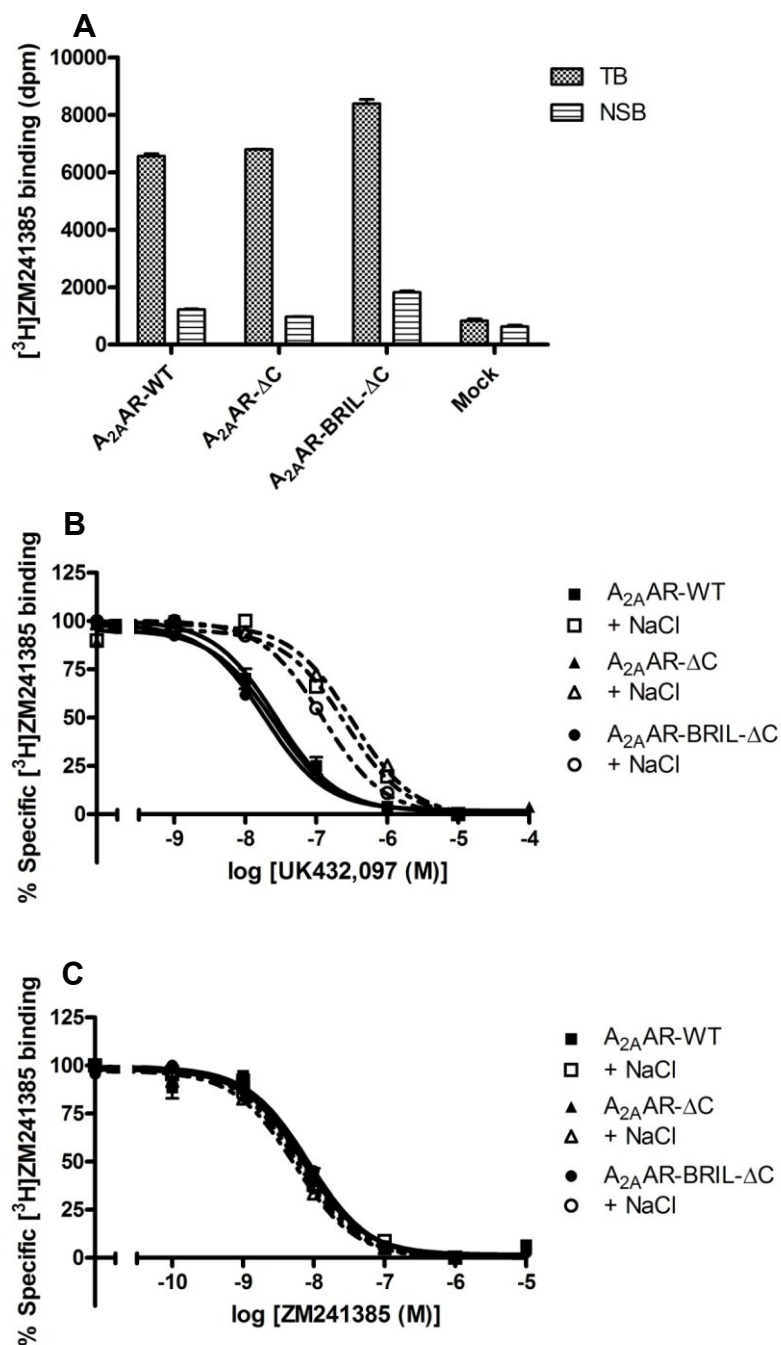 A
[³H]ZM241385 binding (dpm)
10000
8000
6000
4000
2000
0
TB
NSB
A₂ₐAR-WT
A₂ₐAR-ΔC
A₂ₐAR-BRIL-ΔC
Mock
B
% Specific [³H]ZM241385 binding
125
100
75
50
25
0
-9
-8
-7
-6
-5
-4
log [UK432,097 (M)]
A₂ₐAR-WT
+ NaCl
A₂ₐAR-ΔC
+ NaCl
A₂ₐAR-BRIL-ΔC
+ NaCl
C
% Specific [³H]ZM241385 binding
125
100
75
50
25
0
-10
-9
-8
-7
-6
-5
log [ZM241385 (M)]
A₂ₐAR-WT
+ NaCl
A₂ₐAR-ΔC
+ NaCl
A₂ₐAR-BRIL-ΔC
+ NaCl